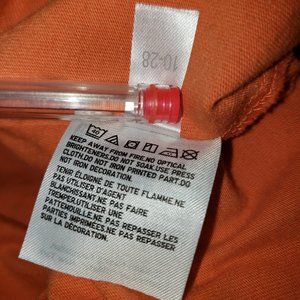 10-28
40
KEEP AWAY FROM FIRE.NO OPTICAL
BRIGHTENERS.DO NOT SOAK.USE PRESS
CLOTH.DO NOT IRON PRINTED PART.DO
NOT IRON DECORATION.
TENIR ÉLOIGNÉ DE TOUTE FLAMME.NE
PAS UTILISER D'AGENT
BLANCHISSANT.NE PAS FAIRE
TREMPER.UTILISER UNE
PATTEMOUILLE.NE PAS REPASSER LES
PARTIES IMPRIMÉES.NE PAS REPASSER
SUR LA DÉCORATION.